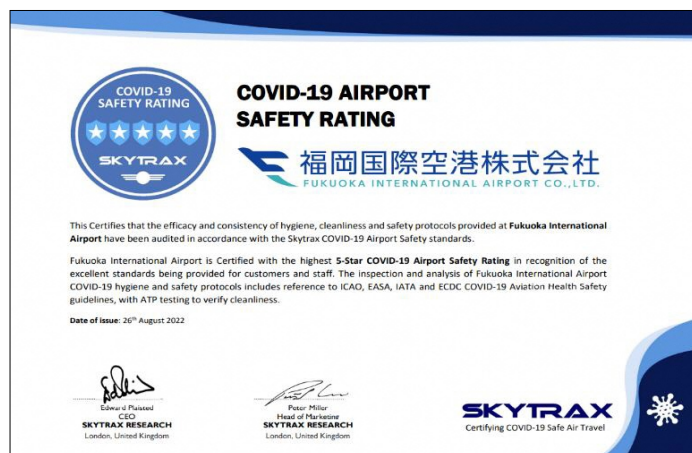 COVID-19
SAFETY RATING
SKYTRAX
COVID-19 AIRPORT
SAFETY RATING
福岡国際空港株式会社
FUKUOKA INTERNATIONAL AIRPORT CO.,LTD.
This Certifies that the efficacy and consistency of hygiene, cleanliness and safety protocols provided at Fukuoka International
Airport have been audited in accordance with the Skytrax COVID-19 Airport Safety standards.
Fukuoka International Airport is Certified with the highest 5-Star COVID-19 Airport Safety Rating in recognition of the
excellent standards being provided for customers and staff. The inspection and analysis of Fukuoka International Airport
COVID-19 hygiene and safety protocols includes reference to ICAO, EASA, IATA and ECDC COVID-19 Aviation Health Safety
guidelines, with ATP testing to verify cleanliness.
Date of issue: 26th August 2022
Edward Plaisted
CEO
SKYTRAX RESEARCH
London, United Kingdom
Peter Miller
Head of Marketing
SKYTRAX RESEARCH
London, United Kingdom
SKYTRAX
Certifying COVID-19 Safe Air Travel